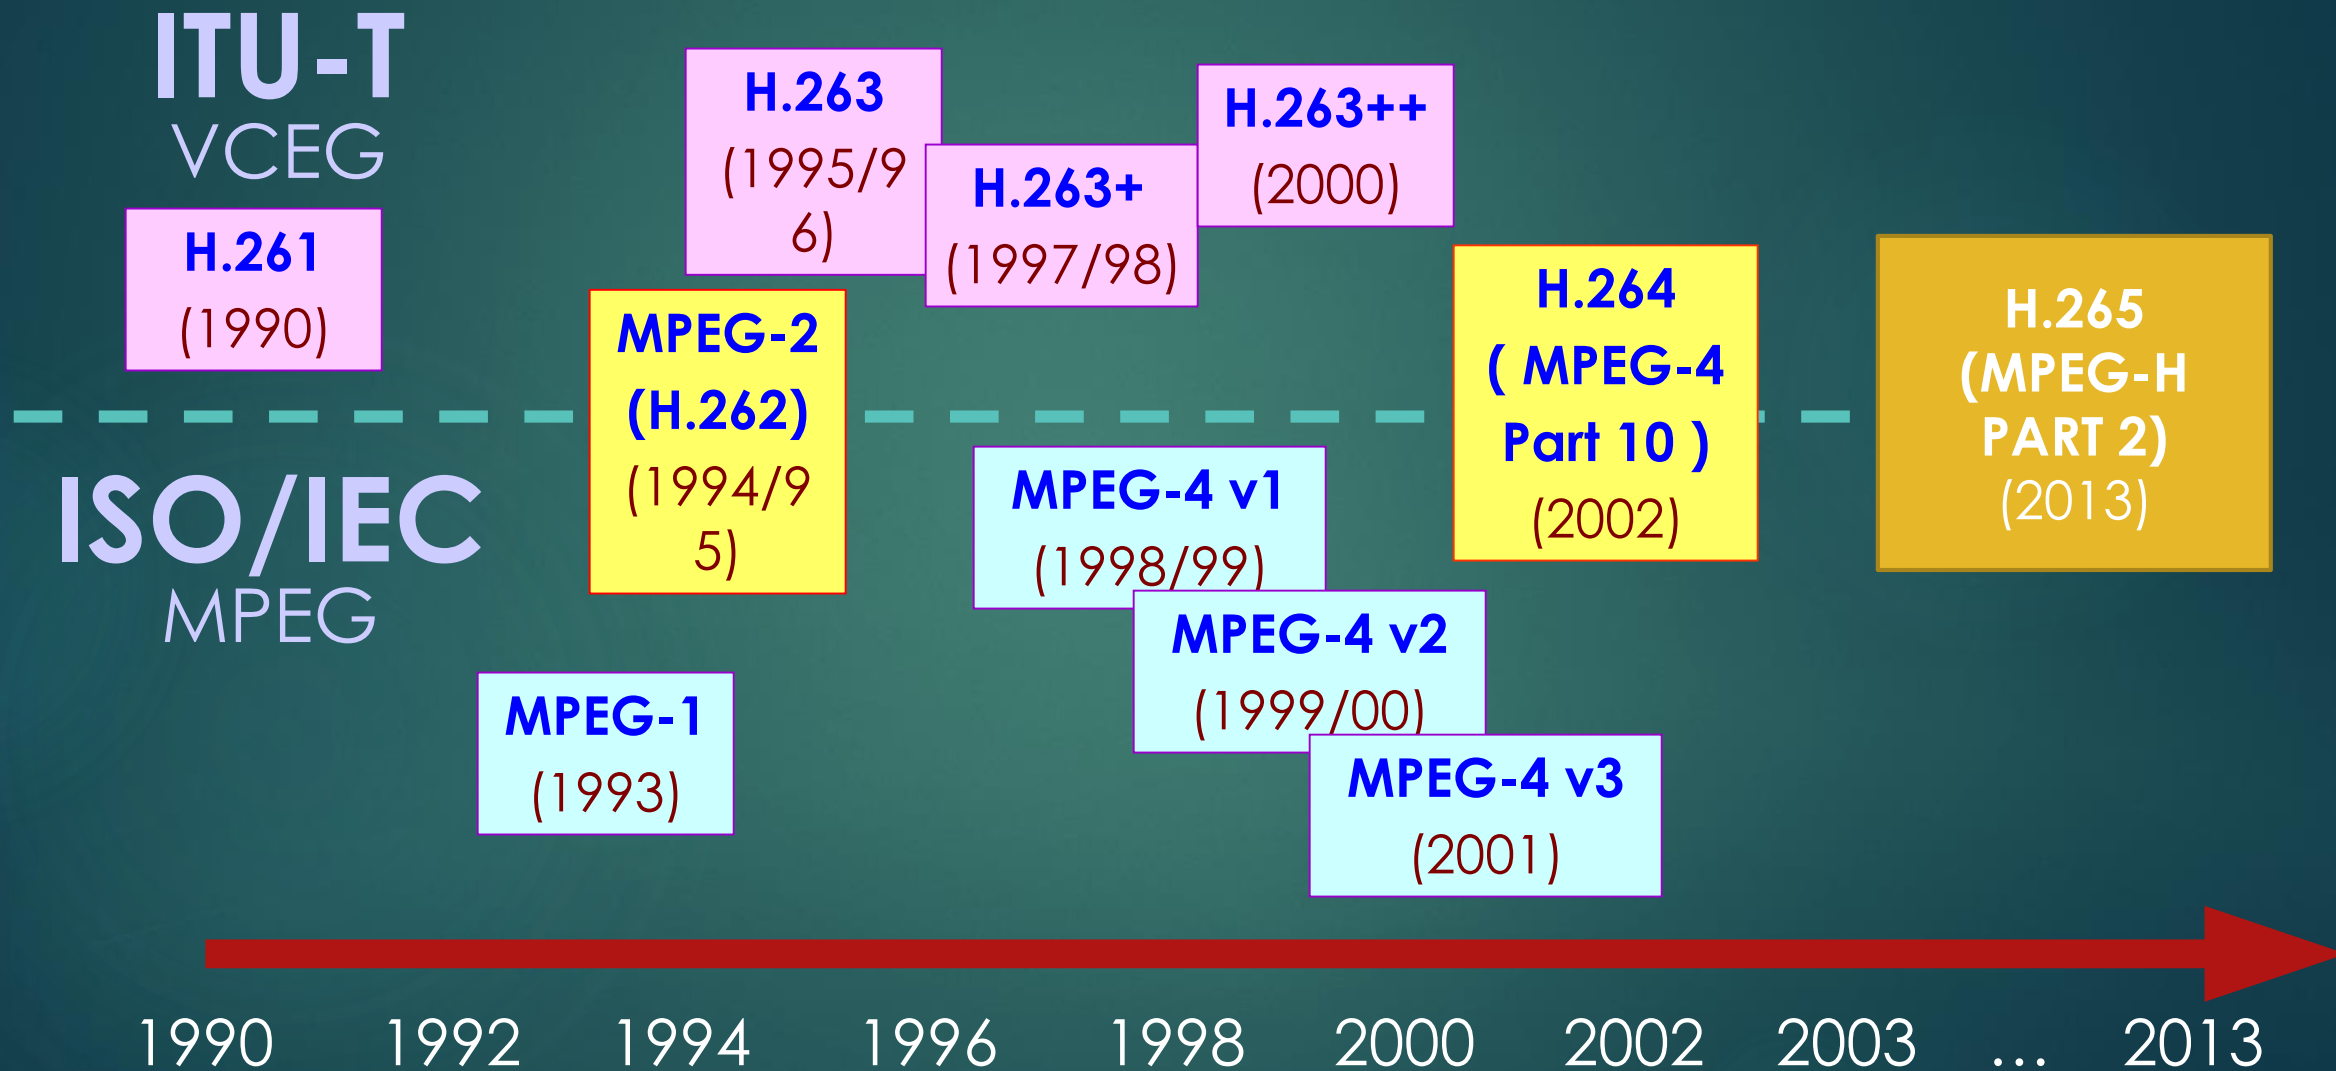 ITU-T
VCEG
H.261
(1990)
H.263
(1995/9
6)
H.263+
(1997/98)
H.263++
(2000)
MPEG-2
(H.262)
(1994/9
5)
H.264
( MPEG-4
Part 10 )
(2002)
H.265
(MPEG-H
PART 2)
(2013)
ISO/IEC
MPEG
MPEG-1
(1993)
MPEG-4 v1
(1998/99)
MPEG-4 v2
(1999/00)
MPEG-4 v3
(2001)
1990 1992 1994 1996 1998 2000 2002 2003 ... 2013